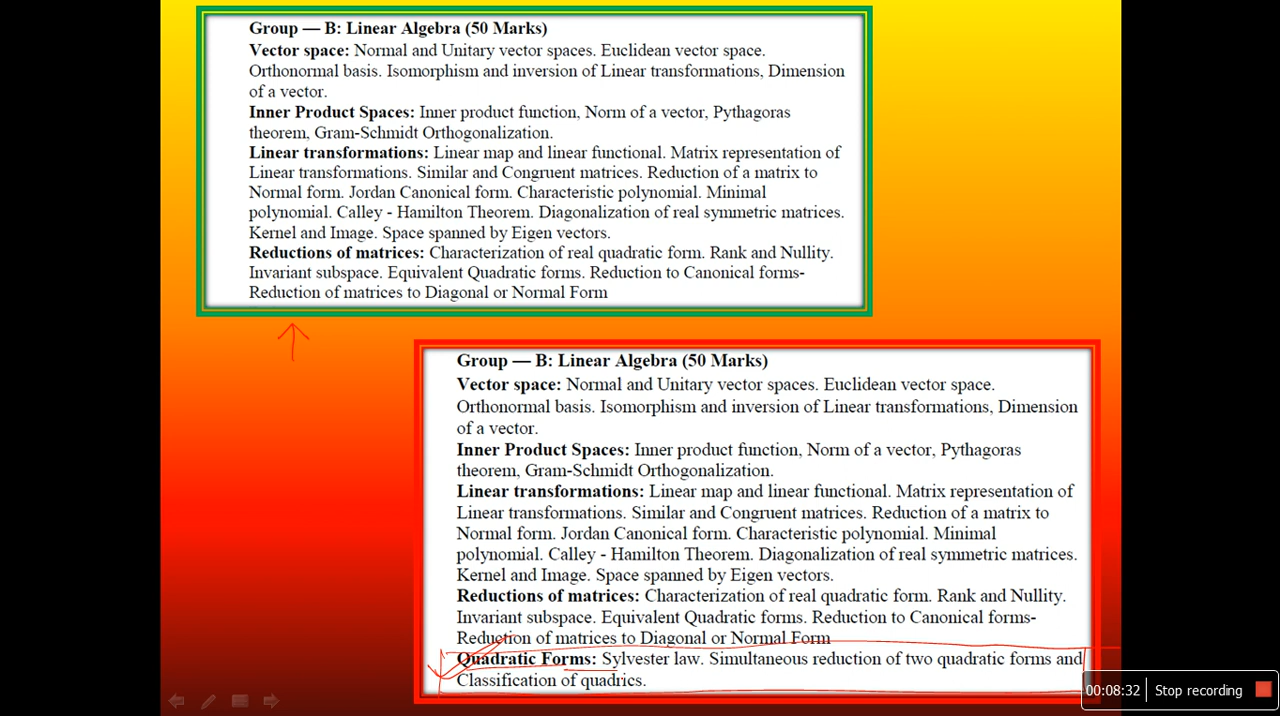 Group — B: Linear Algebra (50 Marks)
Vector space: Normal and Unitary vector spaces. Euclidean vector space.
Orthonormal basis. Isomorphism and inversion of Linear transformations, Dimension
of a vector.
Inner Product Spaces: Inner product function, Norm of a vector, Pythagoras
theorem, Gram-Schmidt Orthogonalization.
Linear transformations: Linear map and linear functional. Matrix representation of
Linear transformations. Similar and Congruent matrices. Reduction of a matrix to
Normal form. Jordan Canonical form. Characteristic polynomial. Minimal
polynomial. Calley - Hamilton Theorem. Diagonalization of real symmetric matrices.
Kernel and Image. Space spanned by Eigen vectors.
Reductions of matrices: Characterization of real quadratic form. Rank and Nullity.
Invariant subspace. Equivalent Quadratic forms. Reduction to Canonical forms-
Reduction of matrices to Diagonal or Normal Form
Group — B: Linear Algebra (50 Marks)
Vector space: Normal and Unitary vector spaces. Euclidean vector space.
Orthonormal basis. Isomorphism and inversion of Linear transformations, Dimension
of a vector.
Inner Product Spaces: Inner product function, Norm of a vector, Pythagoras
theorem, Gram-Schmidt Orthogonalization.
Linear transformations: Linear map and linear functional. Matrix representation of
Linear transformations. Similar and Congruent matrices. Reduction of a matrix to
Normal form. Jordan Canonical form. Characteristic polynomial. Minimal
polynomial. Calley - Hamilton Theorem. Diagonalization of real symmetric matrices.
Kernel and Image. Space spanned by Eigen vectors.
Reductions of matrices: Characterization of real quadratic form. Rank and Nullity.
Invariant subspace. Equivalent Quadratic forms. Reduction to Canonical forms-
Reduction of matrices to Diagonal or Normal Form
Quadratic Forms: Sylvester law. Simultaneous reduction of two quadratic forms and
Classification of quadrics.
00:08:32 Stop recording